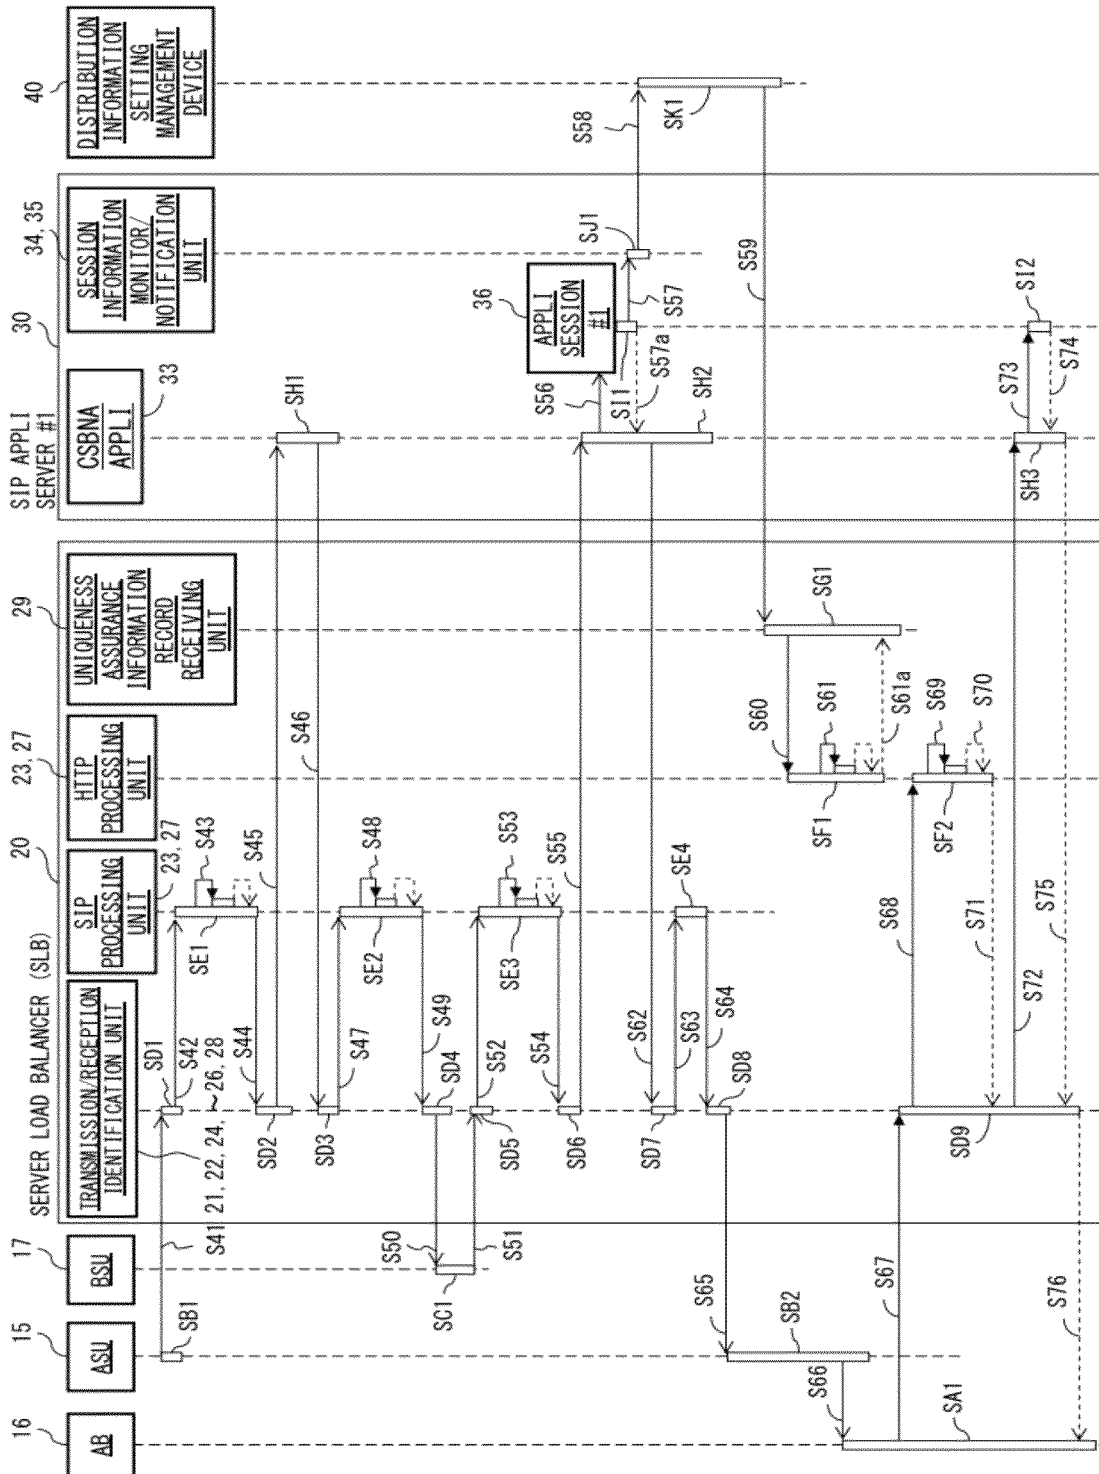 16
AB
15
ASU
17
BSU
SERVER LOAD BALANCER (SLB)
20
TRANSMISSION/RECEPTION
IDENTIFICATION UNIT
21, 22, 24, 26, 28
SIP
PROCESSING
UNIT
23, 27
HTTP
PROCESSING
UNIT
23, 27
UNIQUENESS
ASSURANCE
INFORMATION
RECORD
RECEIVING
UNIT
29
SIP APPLI
SERVER #1
30
CSBNA
APPLI
33
SESSION
INFORMATION
MONITOR/
NOTIFICATION
UNIT
34, 35
DISTRIBUTION
INFORMATION
SETTING
MANAGEMENT
DEVICE
40
SB1
S41
SD1
S42
SE1
S43
S44
SD2
S45
SH1
S46
SD3
S47
SE2
S48
S49
SD4
S50
SC1
S51
SD5
S52
SE3
S53
S54
SD6
S55
S56
36
APPLI
SESSION
#1
SI1
S57
S57a
SH2
SJ1
S58
SK1
S59
SG1
S60
SF1
S61
S61a
S62
SD7
S63
SE4
S64
SD8
S65
SB2
S66
SA1
S67
S68
SF2
S69
S70
S71
SD9
S72
SH3
S73
SI2
S74
S75
S76